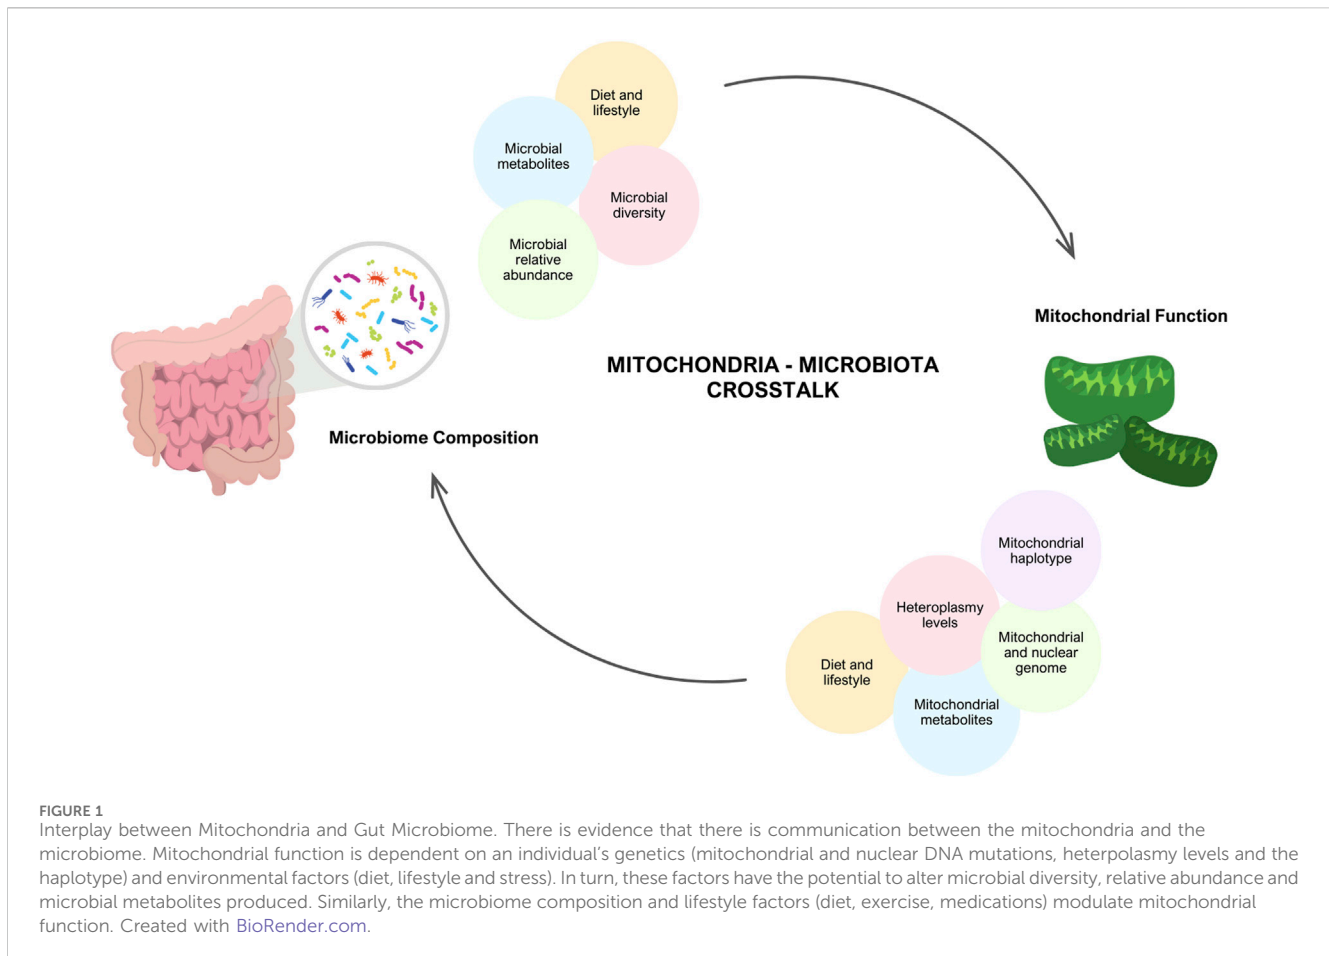 Diet and
lifestyle
Microbial
metabolites
Microbial
diversity
Microbial
relative
abundance
Mitochondrial Function
MITOCHONDRIA - MICROBIOTA
CROSSTALK
Microbiome Composition
Mitochondrial
haplotype
Heteroplasmy
levels
Mitochondrial
and nuclear
genome
Diet and
lifestyle
Mitochondrial
metabolites
FIGURE 1
Interplay between Mitochondria and Gut Microbiome. There is evidence that there is communication between the mitochondria and the
microbiome. Mitochondrial function is dependent on an individual's genetics (mitochondrial and nuclear DNA mutations, heterpolasmy levels and the
haplotype) and environmental factors (diet, lifestyle and stress). In turn, these factors have the potential to alter microbial diversity, relative abundance and
microbial metabolites produced. Similarly, the microbiome composition and lifestyle factors (diet, exercise, medications) modulate mitochondrial
function. Created with BioRender.com.